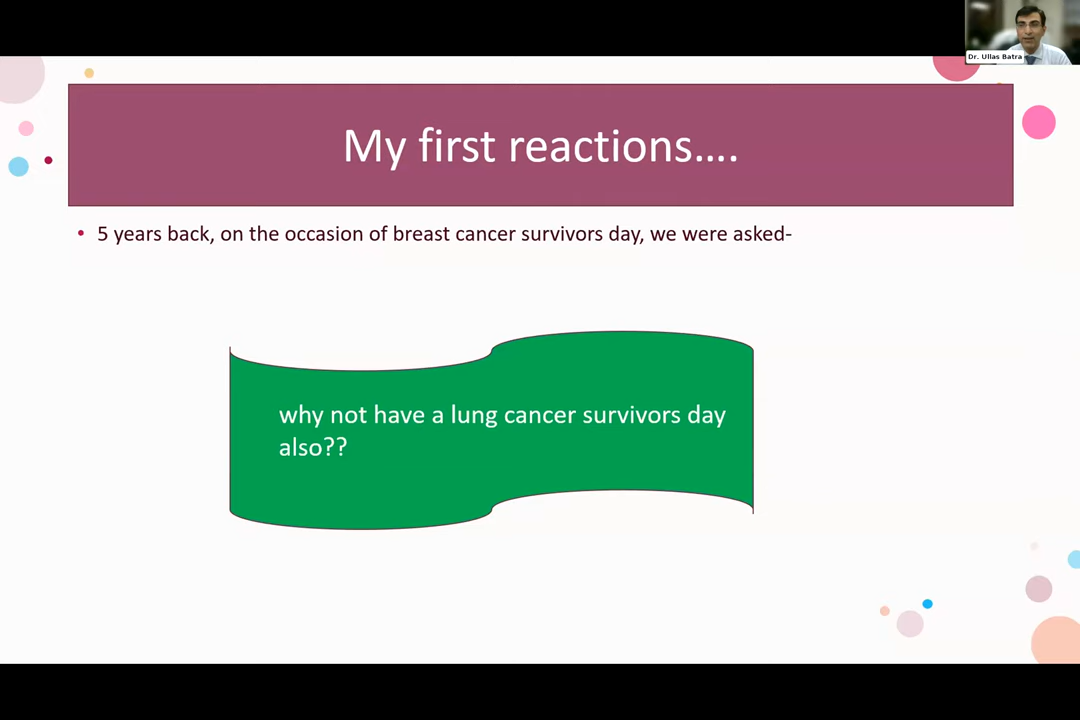 Dr. Ullas Batra
My first reactions....
• 5 years back, on the occasion of breast cancer survivors day, we were asked-
why not have a lung cancer survivors day
also??